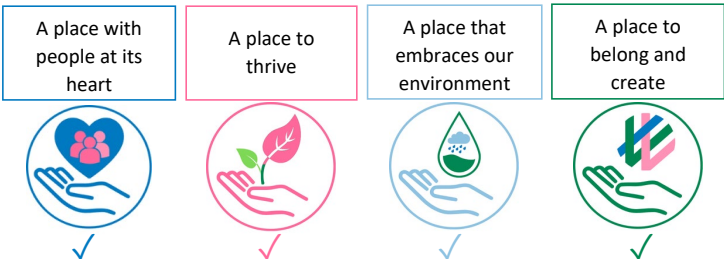 A place with
people at its
heart
A place to
thrive
A place that
embraces our
environment
A place to
belong and
create